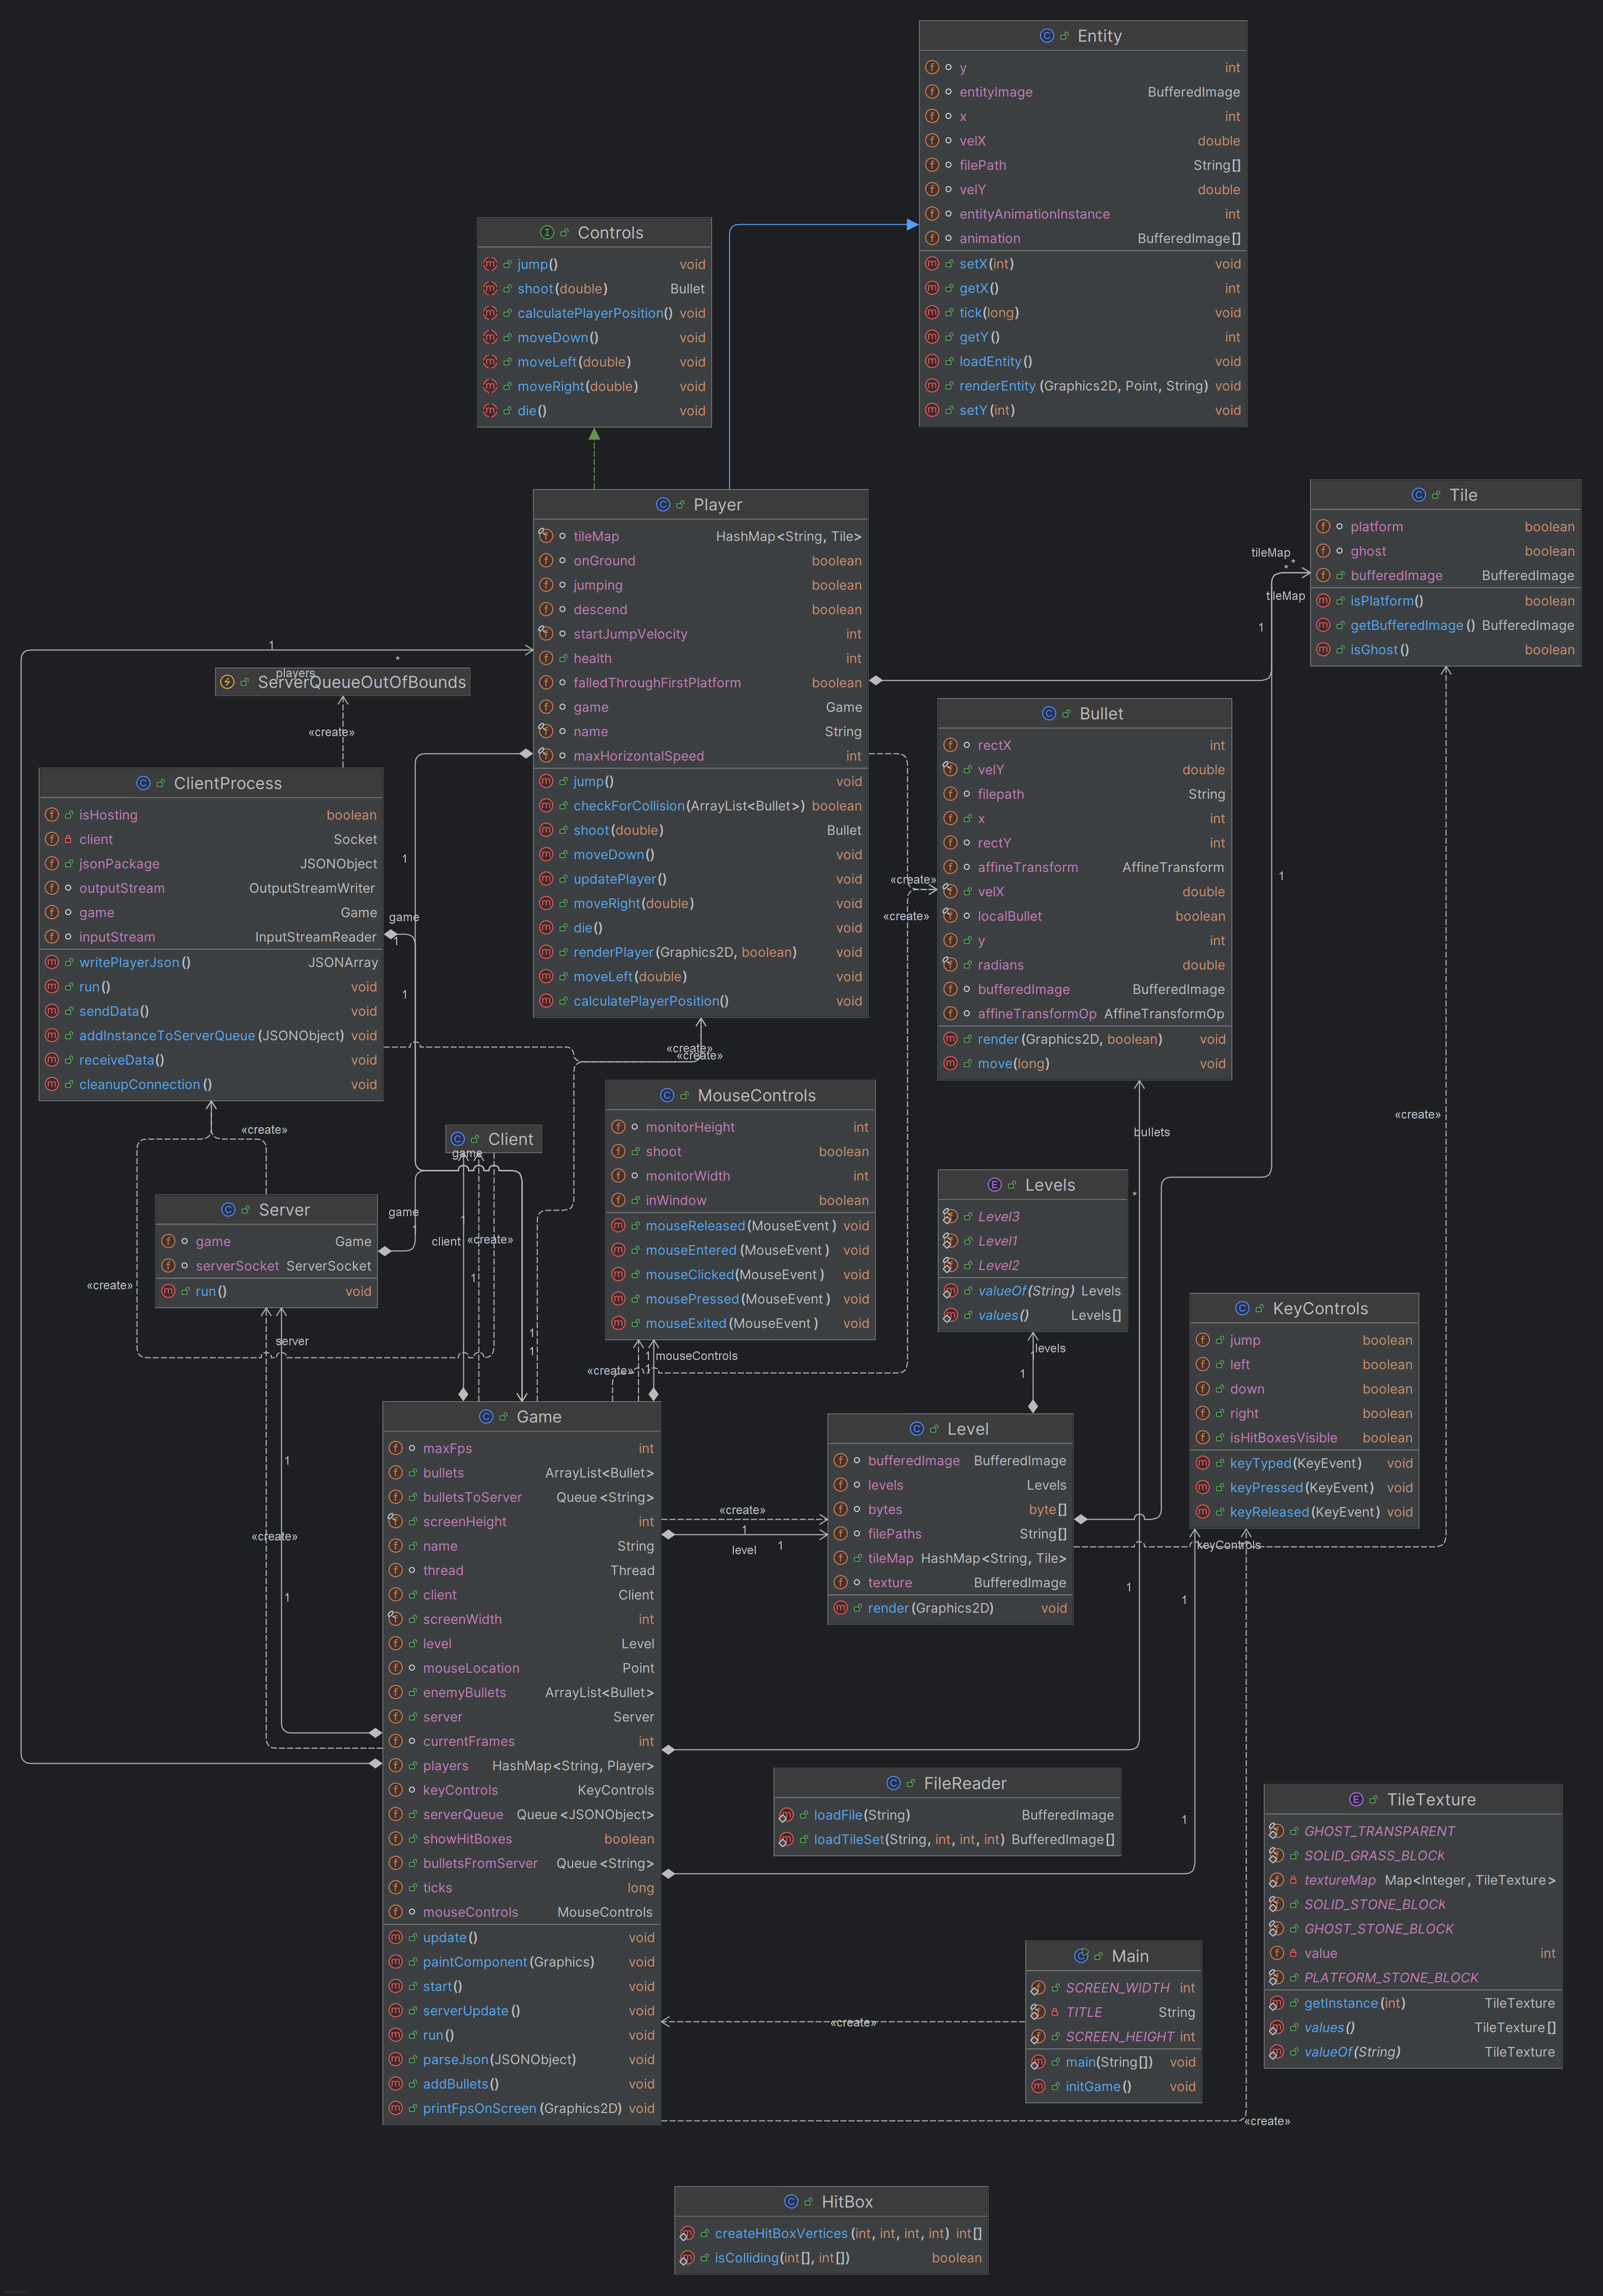 Entity
y int
entityImage BufferedImage
x int
velX double
filePath String[]
velY double
entityAnimationInstance int
animation BufferedImage[]
setX(int) void
getX() int
tick(long) void
getY() int
loadEntity() void
renderEntity(Graphics2D, Point, String) void
setY(int) void
Controls
jump() void
shoot(double) Bullet
calculatePlayerPosition() void
moveDown() void
moveLeft(double) void
moveRight(double) void
die() void
Player
tileMap HashMap<String, Tile>
onGround boolean
jumping boolean
descend boolean
startJumpVelocity int
health int
falledThroughFirstPlatform boolean
game Game
name String
maxHorizontalSpeed int
jump() void
checkForCollision(ArrayList<Bullet>) boolean
shoot(double) Bullet
moveDown() void
updatePlayer() void
moveRight(double) void
die() void
renderPlayer(Graphics2D, boolean) void
moveLeft(double) void
calculatePlayerPosition() void
Tile
platform boolean
ghost boolean
bufferedImage BufferedImage
isPlatform() boolean
getBufferedImage() BufferedImage
isGhost() boolean
tileMap
*
*
tileMap
1
1
1
*
players
ServerQueueOutOfBounds
«create»
ClientProcess
isHosting boolean
client Socket
jsonPackage JSONObject
outputStream OutputStreamWriter
game Game
inputStream InputStreamReader
writePlayerJson() JSONArray
run() void
sendData() void
addInstanceToServerQueue(JSONObject) void
receiveData() void
cleanupConnection() void
1
game
1
1
Bullet
rectX int
velY double
filepath String
x int
rectY int
affineTransform AffineTransform
velX double
localBullet boolean
y int
radians double
bufferedImage BufferedImage
affineTransformOp AffineTransformOp
render(Graphics2D, boolean) void
move(long) void
«create»
«create»
«create»
«create»
«create»
«create»
bullets
*
MouseControls
monitorHeight int
shoot boolean
monitorWidth int
inWindow boolean
mouseReleased(MouseEvent) void
mouseEntered(MouseEvent) void
mouseClicked(MouseEvent) void
mousePressed(MouseEvent) void
mouseExited(MouseEvent) void
Client
game
Server
game Game
serverSocket ServerSocket
run() void
game
1
client
1
«create»
1
«create»
server
1
1
Levels
Level3
Level1
Level2
valueOf(String) Levels
values() Levels[]
levels
1
1
KeyControls
jump boolean
left boolean
down boolean
right boolean
isHitBoxesVisible boolean
keyTyped(KeyEvent) void
keyPressed(KeyEvent) void
keyReleased(KeyEvent) void
keyControls
1
1
1
mouseControls
1
1
«create»
Game
maxFps int
bullets ArrayList<Bullet>
bulletsToServer Queue<String>
screenHeight int
name String
thread Thread
client Client
screenWidth int
level Level
mouseLocation Point
enemyBullets ArrayList<Bullet>
server Server
currentFrames int
players HashMap<String, Player>
keyControls KeyControls
serverQueue Queue<JSONObject>
showHitBoxes boolean
bulletsFromServer Queue<String>
ticks long
mouseControls MouseControls
update() void
paintComponent(Graphics) void
start() void
serverUpdate() void
run() void
parseJson(JSONObject) void
addBullets() void
printFpsOnScreen(Graphics2D) void
1
1
«create»
«create»
1
level
1
Level
bufferedImage BufferedImage
levels Levels
bytes byte[]
filePaths String[]
tileMap HashMap<String, Tile>
texture BufferedImage
render(Graphics2D) void
FileReader
loadFile(String) BufferedImage
loadTileSet(String, int, int, int) BufferedImage[]
TileTexture
GHOST_TRANSPARENT
SOLID_GRASS_BLOCK
textureMap Map<Integer, TileTexture>
SOLID_STONE_BLOCK
GHOST_STONE_BLOCK
value int
PLATFORM_STONE_BLOCK
getInstance(int) TileTexture
values() TileTexture[]
valueOf(String) TileTexture
Main
SCREEN_WIDTH int
TITLE String
SCREEN_HEIGHT int
main(String[]) void
initGame() void
«create»
«create»
HitBox
createHitBoxVertices(int, int, int, int) int[]
isColliding(int[], int[]) boolean